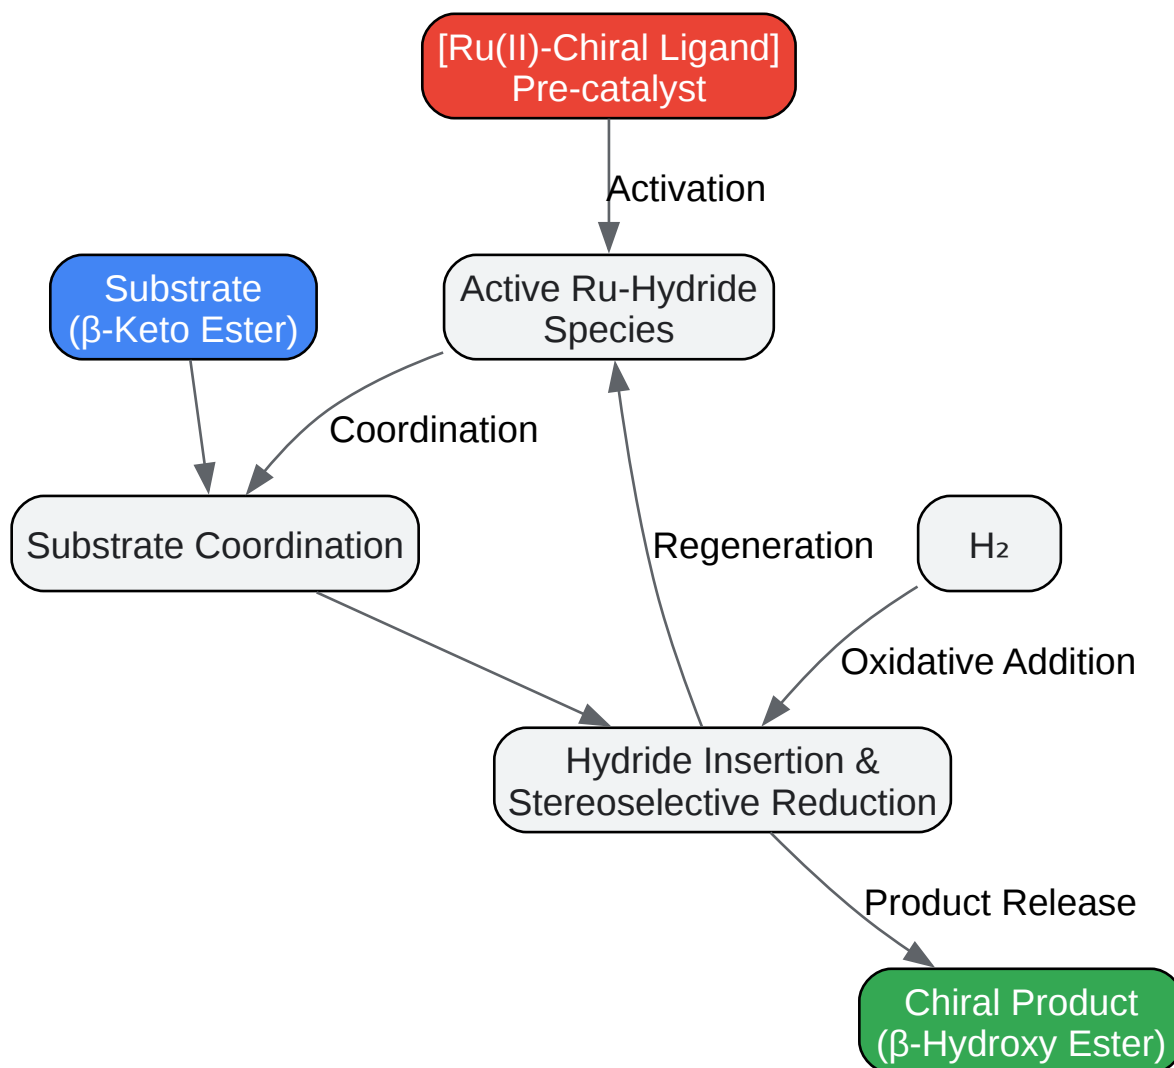 [Ru(II)-Chiral Ligand]
Pre-catalyst
Activation
Substrate
(β-Keto Ester)
Active Ru-Hydride
Species
Coordination
Substrate Coordination
Regeneration
H₂
Oxidative Addition
Hydride Insertion &
Stereoselective Reduction
Product Release
Chiral Product
(β-Hydroxy Ester)